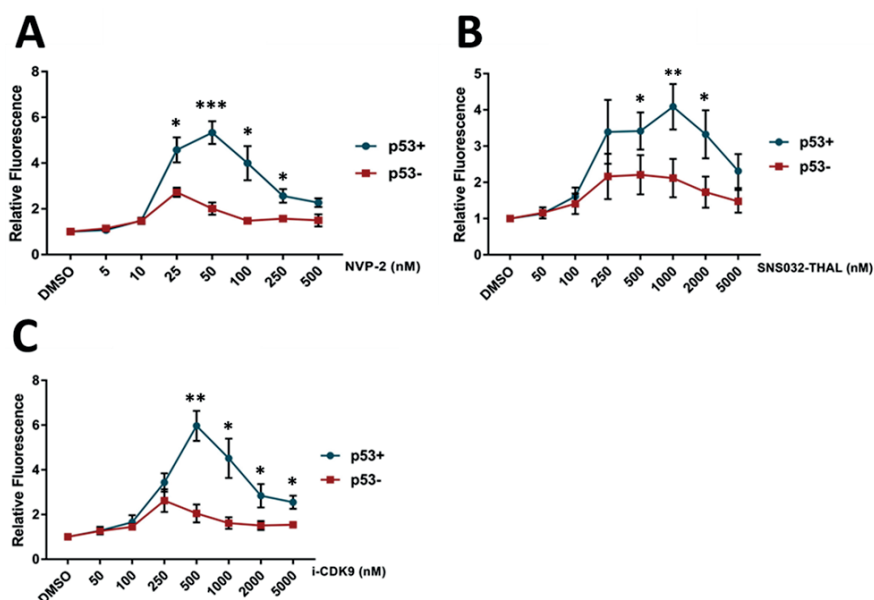 A
8
6
4
2
0
Relative Fluorescence
*
***
*
*
p53+
p53-
DMSO
5
10
25
50
100
250
500
NVP-2 (nM)
B
5
4
3
2
1
0
Relative Fluorescence
*
**
*
p53+
p53-
DMSO
50
100
250
500
1000
2000
5000
SNS032-THAL (nM)
C
8
6
4
2
0
Relative Fluorescence
**
*
*
*
p53+
p53-
DMSO
50
100
250
500
1000
2000
5000
i-CDK9 (nM)